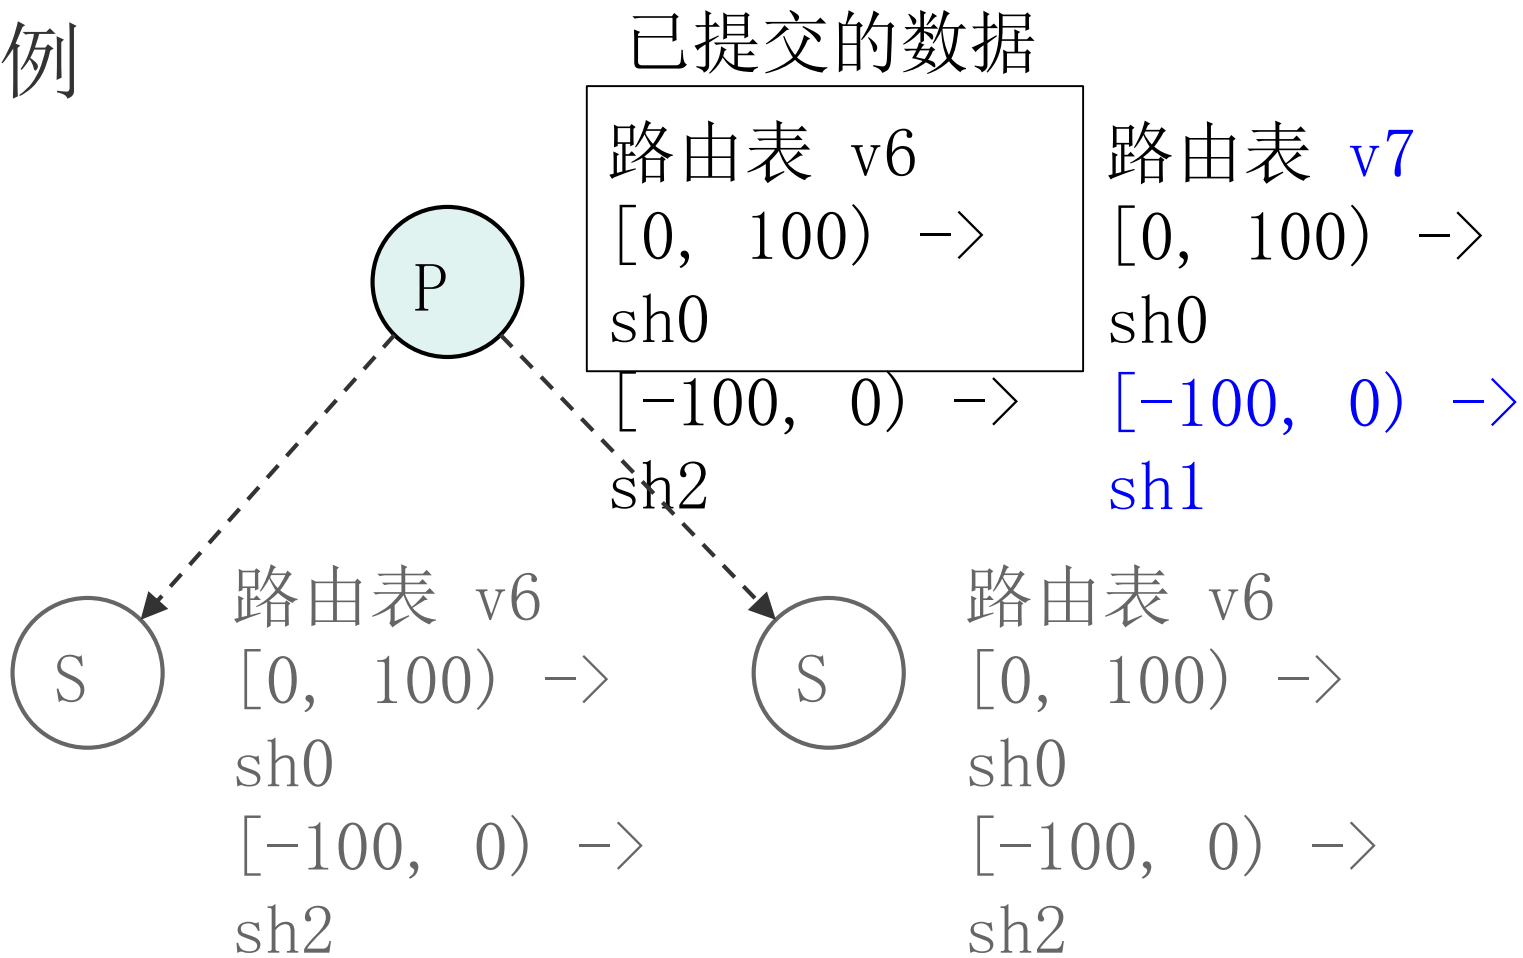 例
已提交的数据
路由表 v6
[0, 100) ->
sh0
[-100, 0) ->
sh2
路由表 v7
[0, 100) ->
sh0
[-100, 0) ->
sh1
P
S
路由表 v6
[0, 100) ->
sh0
[-100, 0) ->
sh2
S
路由表 v6
[0, 100) ->
sh0
[-100, 0) ->
sh2